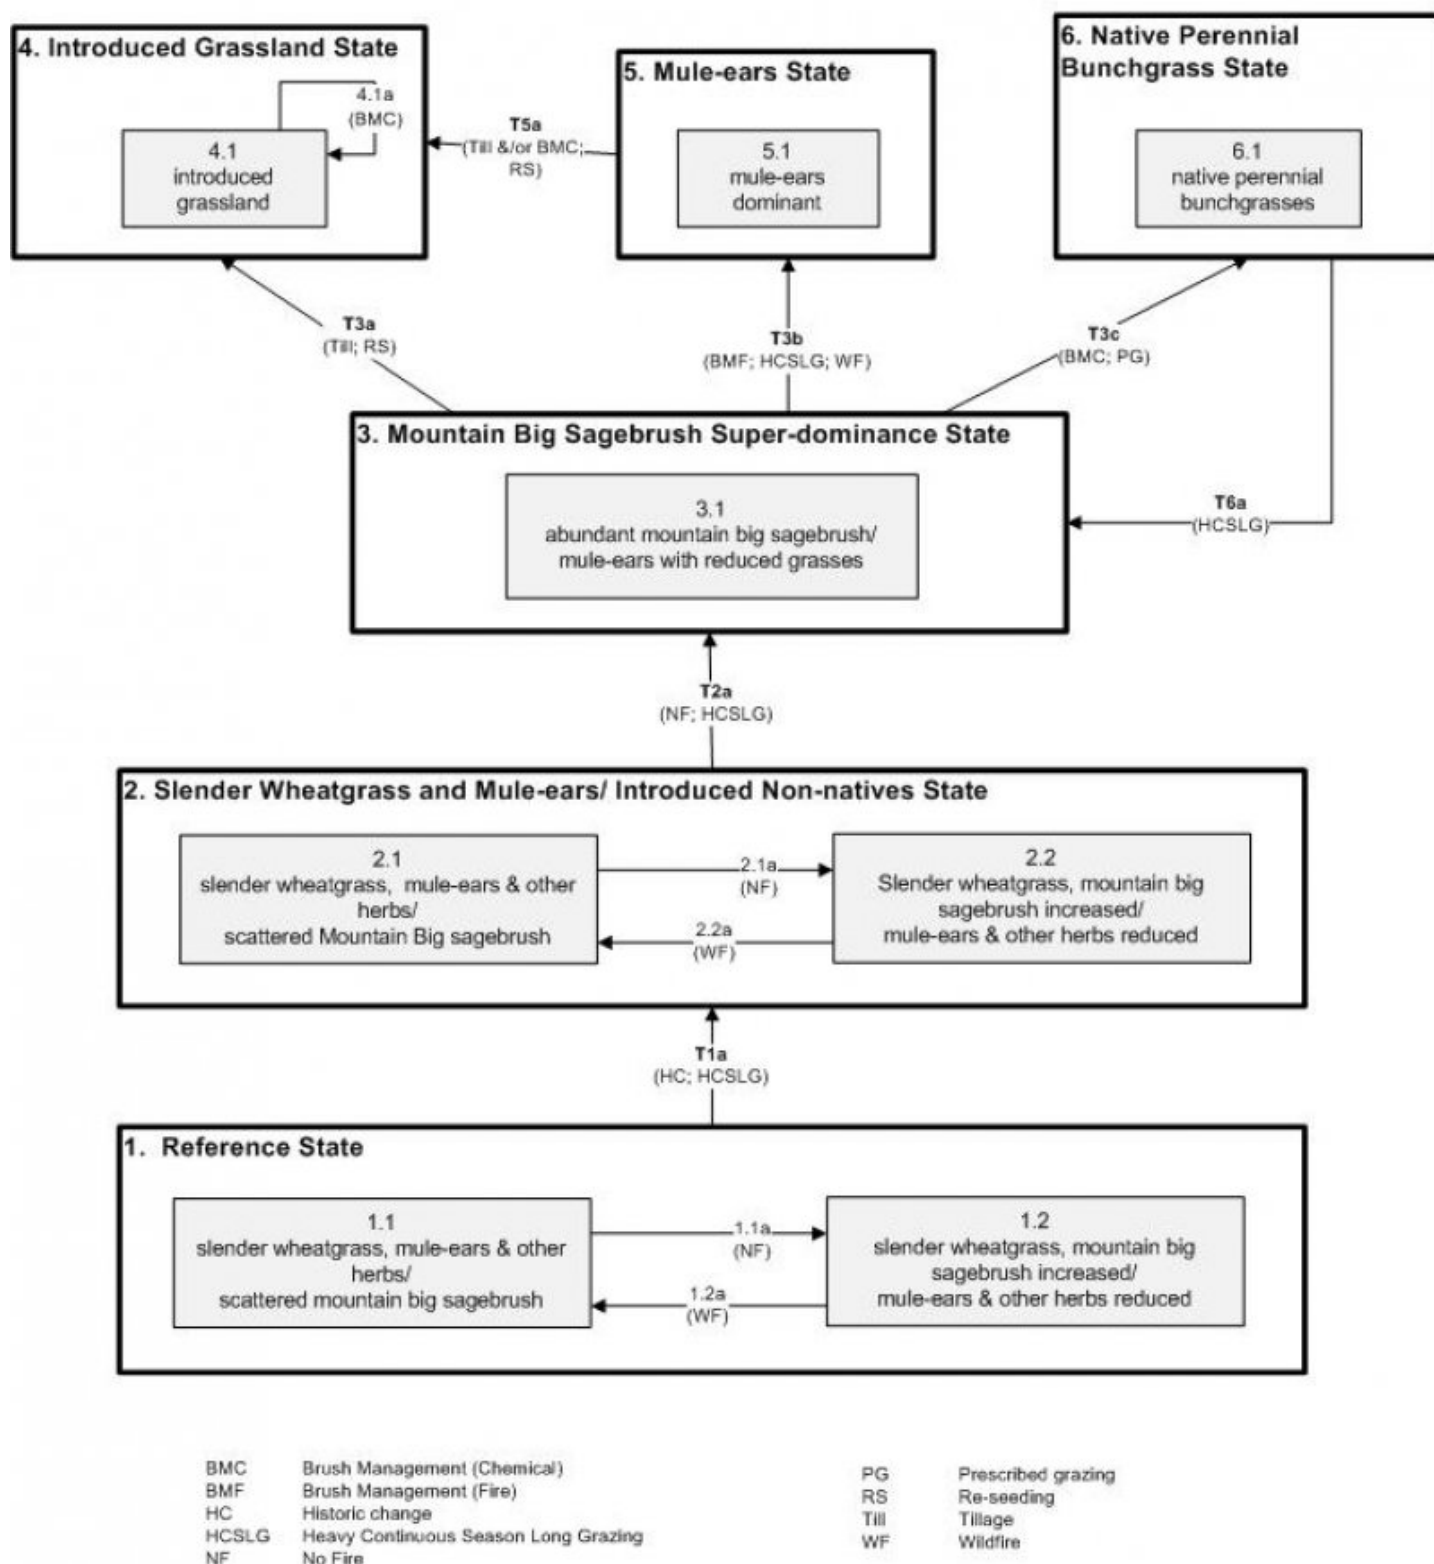 4. Introduced Grassland State
4.1a
(BMC)
4.1
introduced
grassland
T5a
(Till &/or BMC;
RS)
5. Mule-ears State
5.1
mule-ears
dominant
6. Native Perennial
Bunchgrass State
6.1
native perennial
bunchgrasses
T3a
(Till; RS)
T3b
(BMF; HCSLG; WF)
T3c
(BMC; PG)
3. Mountain Big Sagebrush Super-dominance State
3.1
abundant mountain big sagebrush/
mule-ears with reduced grasses
T6a
(HCSLG)
T2a
(NF; HCSLG)
2. Slender Wheatgrass and Mule-ears/ Introduced Non-natives State
2.1
slender wheatgrass, mule-ears & other
herbs/
scattered Mountain Big sagebrush
2.1a
(NF)
2.2a
(WF)
2.2
Slender wheatgrass, mountain big
sagebrush increased/
mule-ears & other herbs reduced
T1a
(HC; HCSLG)
1. Reference State
1.1
slender wheatgrass, mule-ears & other
herbs/
scattered mountain big sagebrush
1.1a
(NF)
1.2a
(WF)
1.2
slender wheatgrass, mountain big
sagebrush increased/
mule-ears & other herbs reduced
BMC Brush Management (Chemical)
BMF Brush Management (Fire)
HC Historic change
HCSLG Heavy Continuous Season Long Grazing
NF No Fire
PG Prescribed grazing
RS Re-seeding
Till Tillage
WF Wildfire